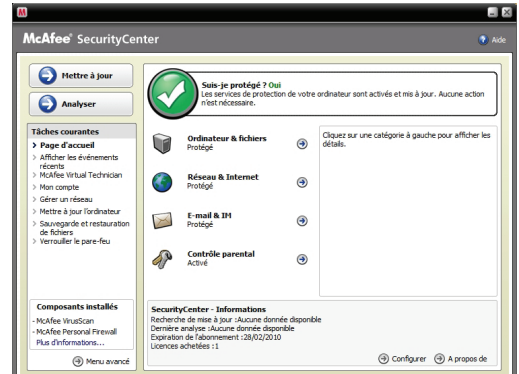 M
McAfee® SecurityCenter
Aide
Mettre à jour
Analyser
Tâches courantes
Page d'accueil
Afficher les événements
récents
McAfee Virtual Technician
Mon compte
Gérer un réseau
Mettre à jour l'ordinateur
Sauvegarde et restauration
de fichiers
Verrouiller le pare-feu
Composants installés
- McAfee VirusScan
- McAfee Personal Firewall
Plus d'informations...
Menu avancé
Suis-je protégé ? Oui
Les services de protection de votre ordinateur sont activés et mis à jour. Aucune action
n'est nécessaire.
Ordinateur & fichiers
Protégé
Réseau & Internet
Protégé
E-mail & IM
Protégé
Contrôle parental
Activé
Cliquez sur une catégorie à gauche pour afficher les
détails.
SecurityCenter - Informations
Recherche de mise à jour :Aucune donnée disponible
Dernière analyse :Aucune donnée disponible
Expiration de l'abonnement :28/02/2010
Licences achetées :1
Configurer
A propos de